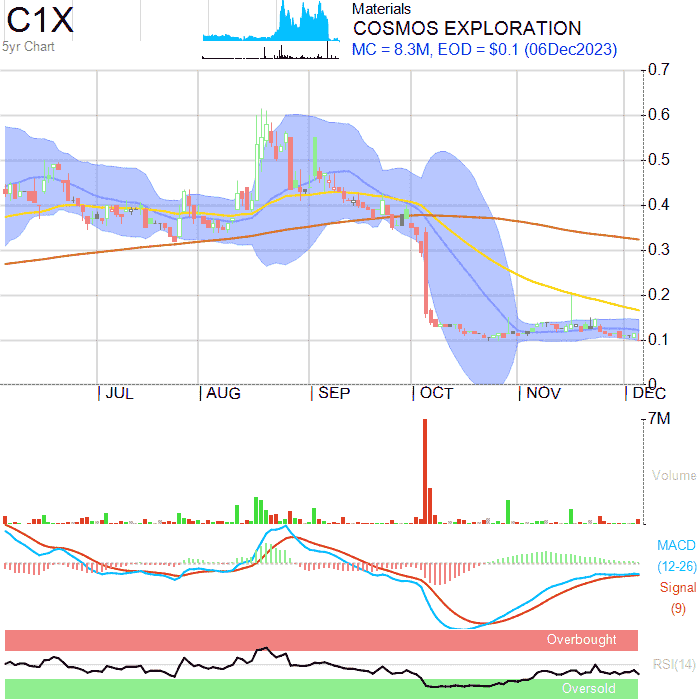 C1X
5yr Chart
Materials
COSMOS EXPLORATION
MC = 8.3M, EOD = $0.1 (06Dec2023)
0.7
0.6
0.5
0.4
0.3
0.2
0.1
0
JUL AUG SEP OCT NOV DEC
7M
Volume
MACD
(12-26)
Signal
(9)
Overbought
RSI(14)
Oversold